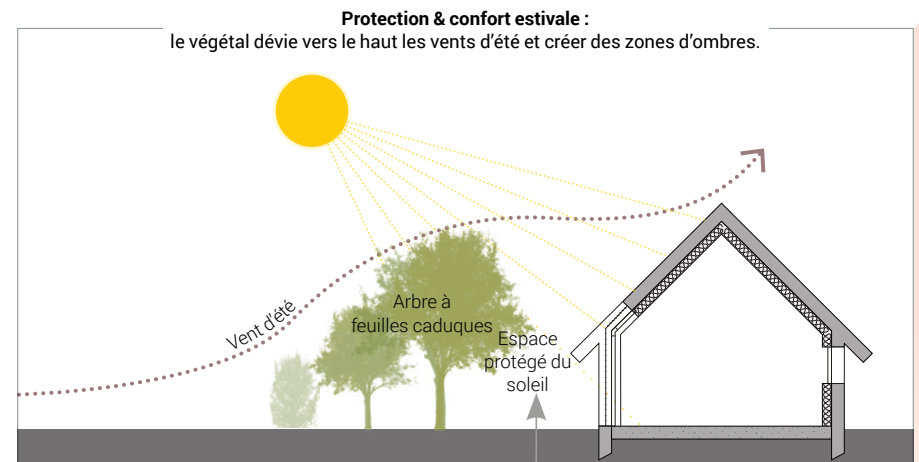 Protection & confort estivale :
le végétal dévie vers le haut les vents d’été et créer des zones d’ombres.
Vent d’été
Arbre à
feuilles caduques
Espace
protégé du
soleil